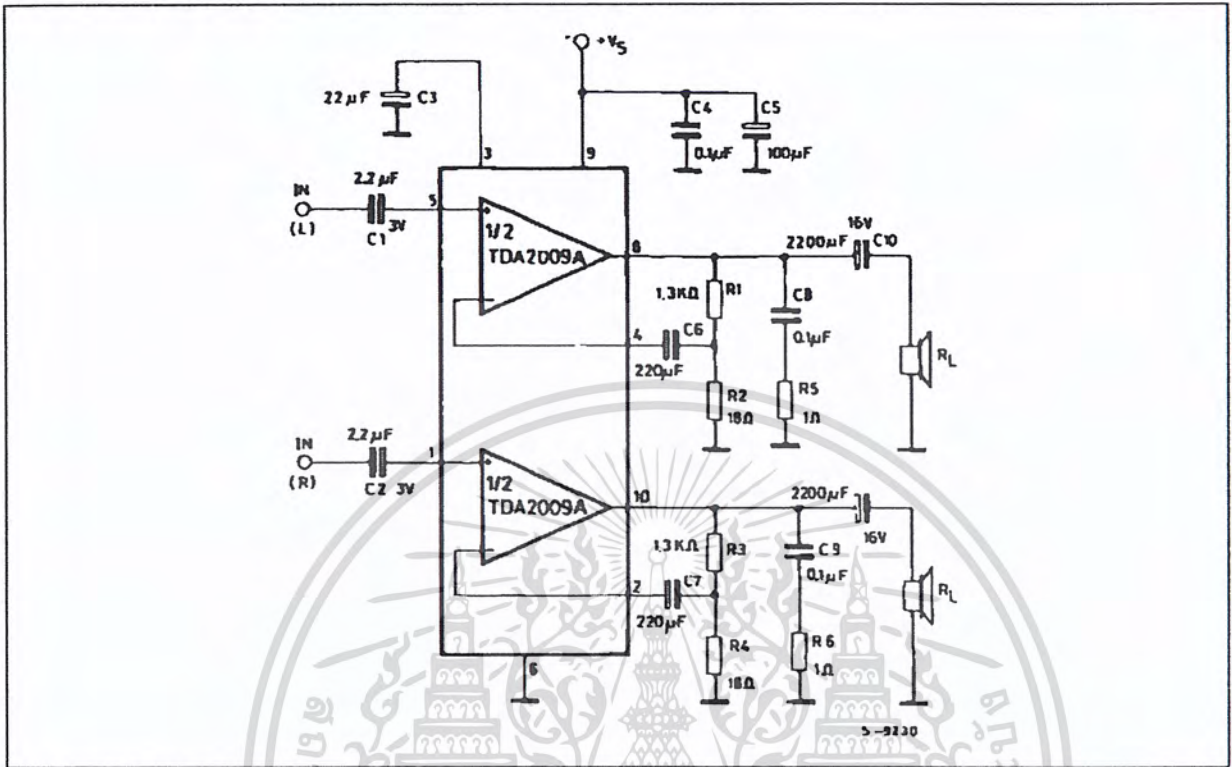 +V5
22µF
C3
C4
0.1µF
C5
100µF
3
9
IN
(L)
2.2 µF
C1
3V
5
1/2
TDA2009A
8
1.3KΩ
R1
C8
0.1µF
2200µF
16V
C10
4
C6
220µF
R2
18Ω
R5
1Ω
RL
IN
(R)
2.2µF
C2
3V
1
1/2
TDA2009A
10
1.3KΩ
R3
C9
0.1µF
2200µF
16V
2
C7
220µF
R4
18Ω
R6
1Ω
RL
6
5-9230